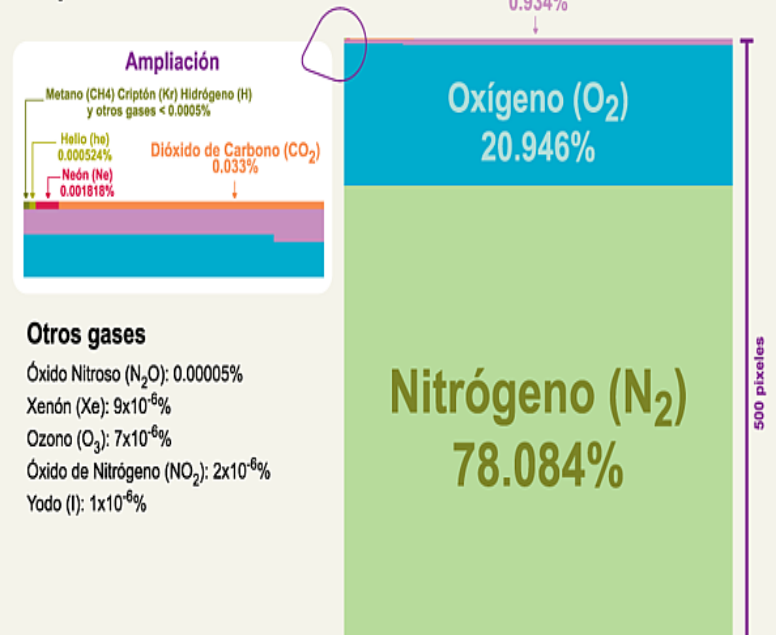 0.934%
Ampliación
Metano (CH4) Criptón (Kr) Hidrógeno (H)
y otros gases < 0.0005%
Helio (he)
0.000524%
Dióxido de Carbono (CO₂)
0.033%
Neón (Ne)
0.001818%
Oxígeno (O₂)
20.946%
Otros gases
Óxido Nitroso (N₂O): 0.00005%
Xenón (Xe): 9x10⁻⁶%
Ozono (O₃): 7x10⁻⁶%
Óxido de Nitrógeno (NO₂): 2x10⁻⁶%
Yodo (I): 1x10⁻⁶%
Nitrógeno (N₂)
78.084%
500 pixeles